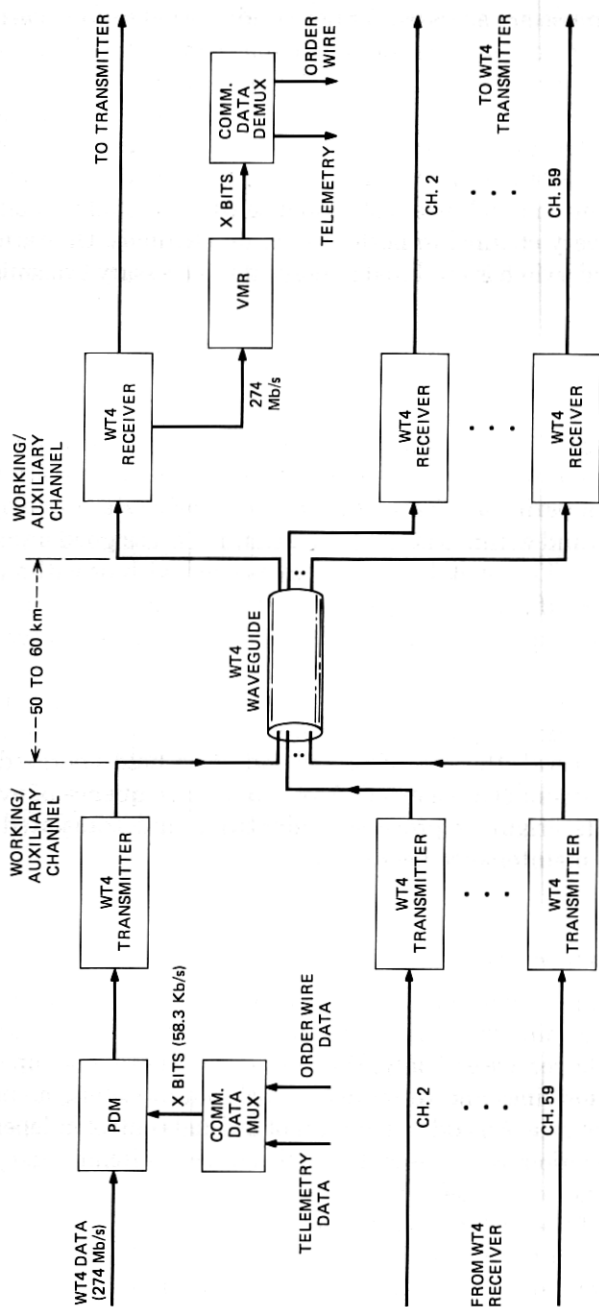 WORKING/
AUXILIARY
CHANNEL
50 TO 60 km
WORKING/
AUXILIARY
CHANNEL
WT4 DATA
(274 Mb/s)
PDM
WT4
TRANSMITTER
WT4
RECEIVER
TO TRANSMITTER
X BITS (58.3 Kb/s)
COMM.
DATA
MUX
TELEMETRY
DATA
ORDER WIRE
DATA
WT4
WAVEGUIDE
274
Mb/s
VMR
X BITS
COMM.
DATA
DEMUX
TELEMETRY
ORDER
WIRE
CH. 2
WT4
TRANSMITTER
WT4
RECEIVER
CH. 2
FROM WT4
RECEIVER
TO WT4
TRANSMITTER
CH. 59
WT4
TRANSMITTER
WT4
RECEIVER
CH. 59